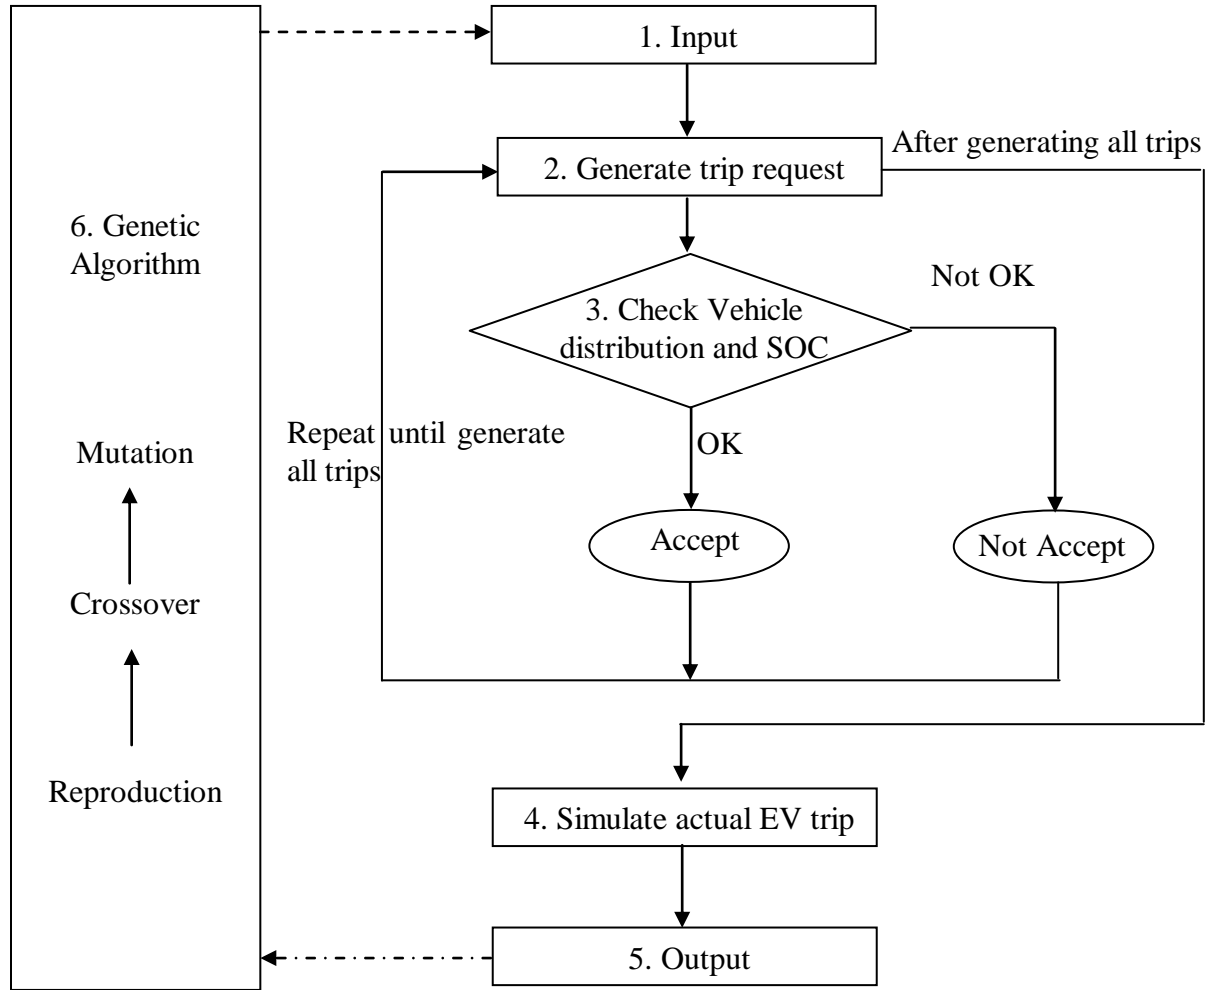 1. Input
After generating all trips
2. Generate trip request
6. Genetic
Algorithm
Not OK
3. Check Vehicle
distribution and SOC
Repeat until generate
all trips
OK
Mutation
Accept
Not Accept
Crossover
Reproduction
4. Simulate actual EV trip
5. Output